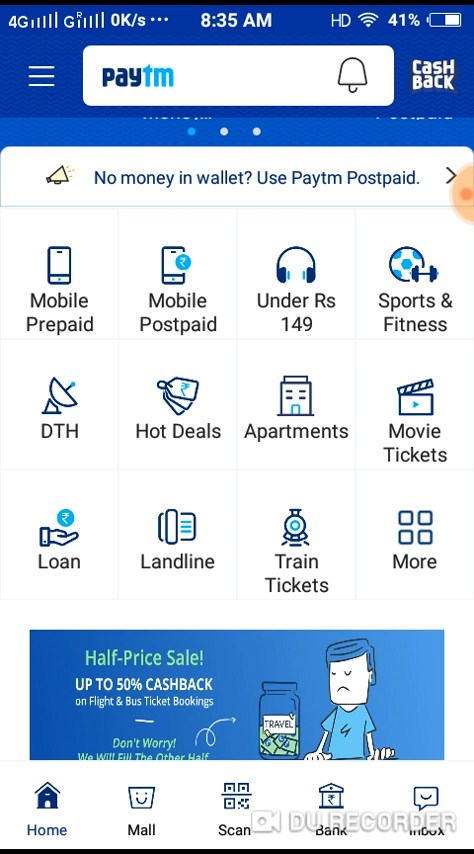 4G G R 0K/s ··· 8:35 AM HD 41%
paytm CASH BACK
No money in wallet? Use Paytm Postpaid.
Mobile Prepaid
Mobile Postpaid
Under Rs 149
Sports & Fitness
DTH
Hot Deals
Apartments
Movie Tickets
Loan
Landline
Train Tickets
More
Half-Price Sale!
UP TO 50% CASHBACK
on Flight & Bus Ticket Bookings
Don't Worry!
We Will Fill The Other Half
TRAVEL
Home Mall Scan Bank Inbox
DU RECORDER